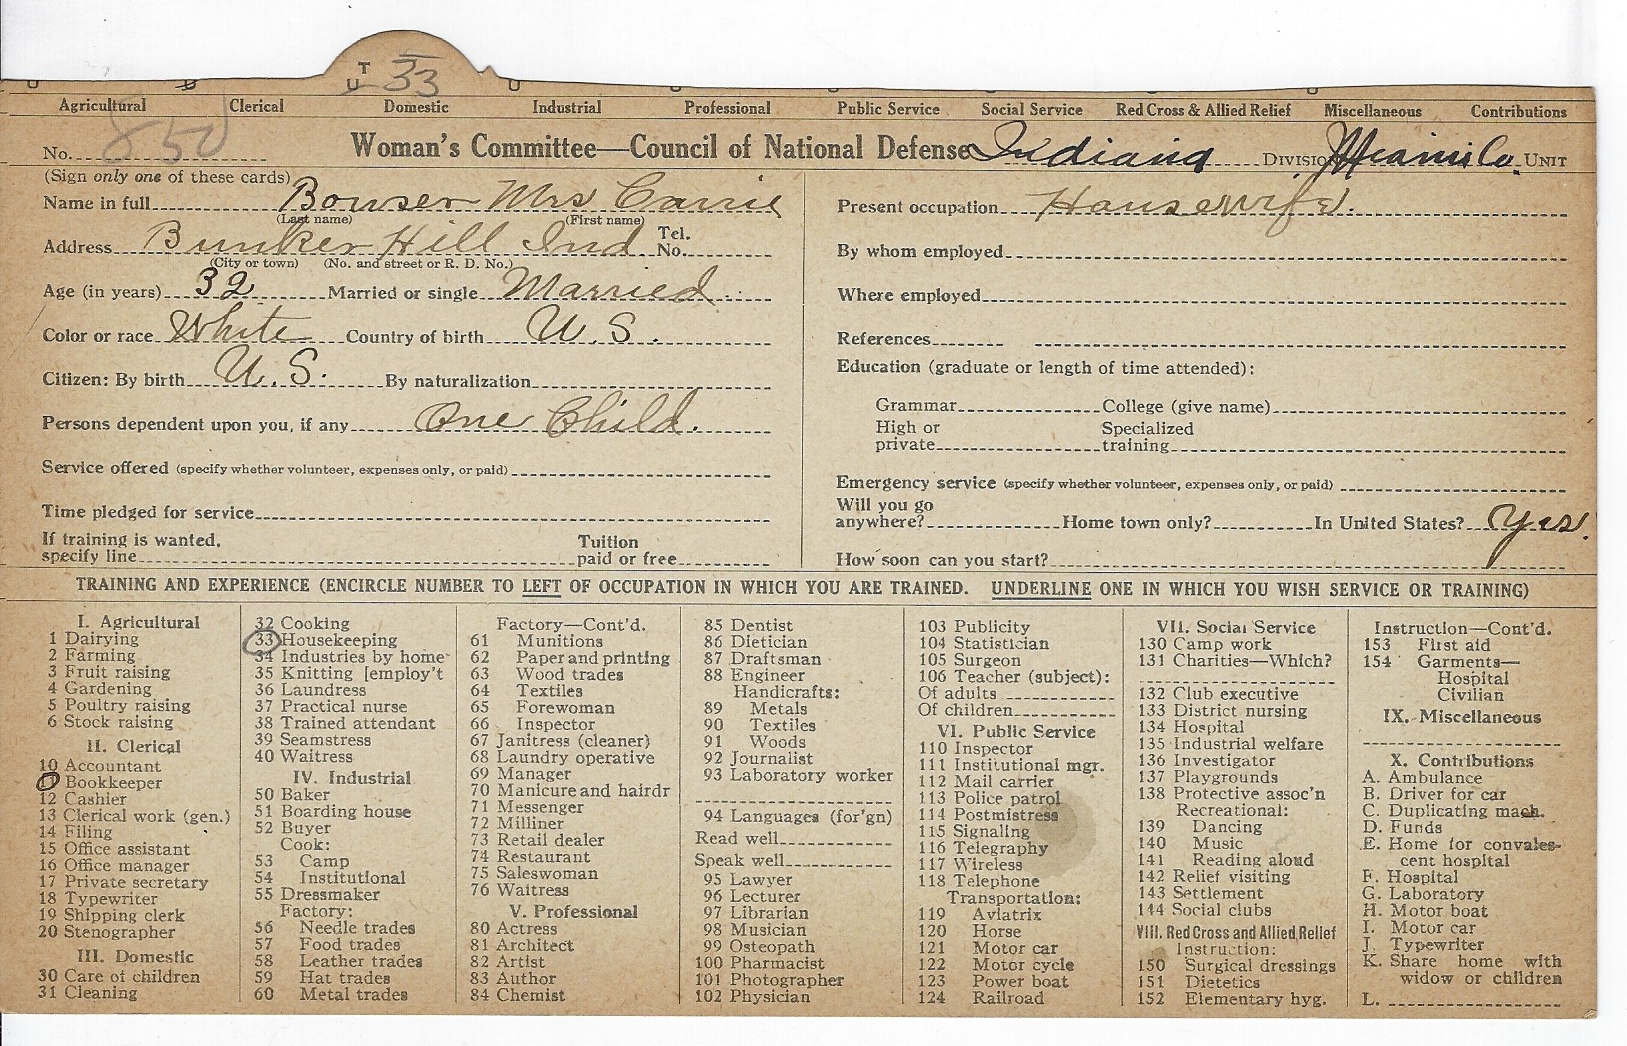 T 33
U
Agricultural Clerical Domestic Industrial Professional Public Service Social Service Red Cross & Allied Relief Miscellaneous Contributions
No. 850 Woman's Committee—Council of National Defense Indiana DIVISION Miami Co. UNIT
(Sign only one of these cards)
Name in full Bowser Mrs Carrie
(Last name) (First name)
Address Bunker Hill Ind Tel. No.
(City or town) (No. and street or R. D. No.)
Age (in years) 32 Married or single Married
Color or race White Country of birth U. S.
Citizen: By birth U. S. By naturalization
Persons dependent upon you, if any One Child.
Service offered (specify whether volunteer, expenses only, or paid)
Time pledged for service
If training is wanted, specify line Tuition paid or free
Present occupation Housewife.
By whom employed
Where employed
References
Education (graduate or length of time attended):
Grammar College (give name)
High or private Specialized training
Emergency service (specify whether volunteer, expenses only, or paid)
Will you go anywhere? Home town only? In United States? Yes.
How soon can you start?
TRAINING AND EXPERIENCE (ENCIRCLE NUMBER TO LEFT OF OCCUPATION IN WHICH YOU ARE TRAINED. UNDERLINE ONE IN WHICH YOU WISH SERVICE OR TRAINING)
I. Agricultural
1 Dairying
2 Farming
3 Fruit raising
4 Gardening
5 Poultry raising
6 Stock raising
II. Clerical
10 Accountant
11 Bookkeeper
12 Cashier
13 Clerical work (gen.)
14 Filing
15 Office assistant
16 Office manager
17 Private secretary
18 Typewriter
19 Shipping clerk
20 Stenographer
III. Domestic
30 Care of children
31 Cleaning
32 Cooking
33 Housekeeping
34 Industries by home
35 Knitting [employ't
36 Laundress
37 Practical nurse
38 Trained attendant
39 Seamstress
40 Waitress
IV. Industrial
50 Baker
51 Boarding house
52 Buyer
Cook:
53 Camp
54 Institutional
55 Dressmaker
Factory:
56 Needle trades
57 Food trades
58 Leather trades
59 Hat trades
60 Metal trades
Factory—Cont'd.
61 Munitions
62 Paper and printing
63 Wood trades
64 Textiles
65 Forewoman
66 Inspector
67 Janitress (cleaner)
68 Laundry operative
69 Manager
70 Manicure and hairdr
71 Messenger
72 Milliner
73 Retail dealer
74 Restaurant
75 Saleswoman
76 Waitress
V. Professional
80 Actress
81 Architect
82 Artist
83 Author
84 Chemist
85 Dentist
86 Dietician
87 Draftsman
88 Engineer
Handicrafts:
89 Metals
90 Textiles
91 Woods
92 Journalist
93 Laboratory worker
94 Languages (for'gn)
Read well
Speak well
95 Lawyer
96 Lecturer
97 Librarian
98 Musician
99 Osteopath
100 Pharmacist
101 Photographer
102 Physician
103 Publicity
104 Statistician
105 Surgeon
106 Teacher (subject):
Of adults
Of children
VI. Public Service
110 Inspector
111 Institutional mgr.
112 Mail carrier
113 Police patrol
114 Postmistress
115 Signaling
116 Telegraphy
117 Wireless
118 Telephone
Transportation:
119 Aviatrix
120 Horse
121 Motor car
122 Motor cycle
123 Power boat
124 Railroad
VII. Social Service
130 Camp work
131 Charities—Which?
132 Club executive
133 District nursing
134 Hospital
135 Industrial welfare
136 Investigator
137 Playgrounds
138 Protective assoc'n
Recreational:
139 Dancing
140 Music
141 Reading aloud
142 Relief visiting
143 Settlement
144 Social clubs
VIII. Red Cross and Allied Relief
Instruction:
150 Surgical dressings
151 Dietetics
152 Elementary hyg.
Instruction—Cont'd.
153 First aid
154 Garments—
Hospital
Civilian
IX. Miscellaneous
X. Contributions
A. Ambulance
B. Driver for car
C. Duplicating mach.
D. Funds
E. Home for convales-
cent hospital
F. Hospital
G. Laboratory
H. Motor boat
I. Motor car
J. Typewriter
K. Share home with
widow or children
L.